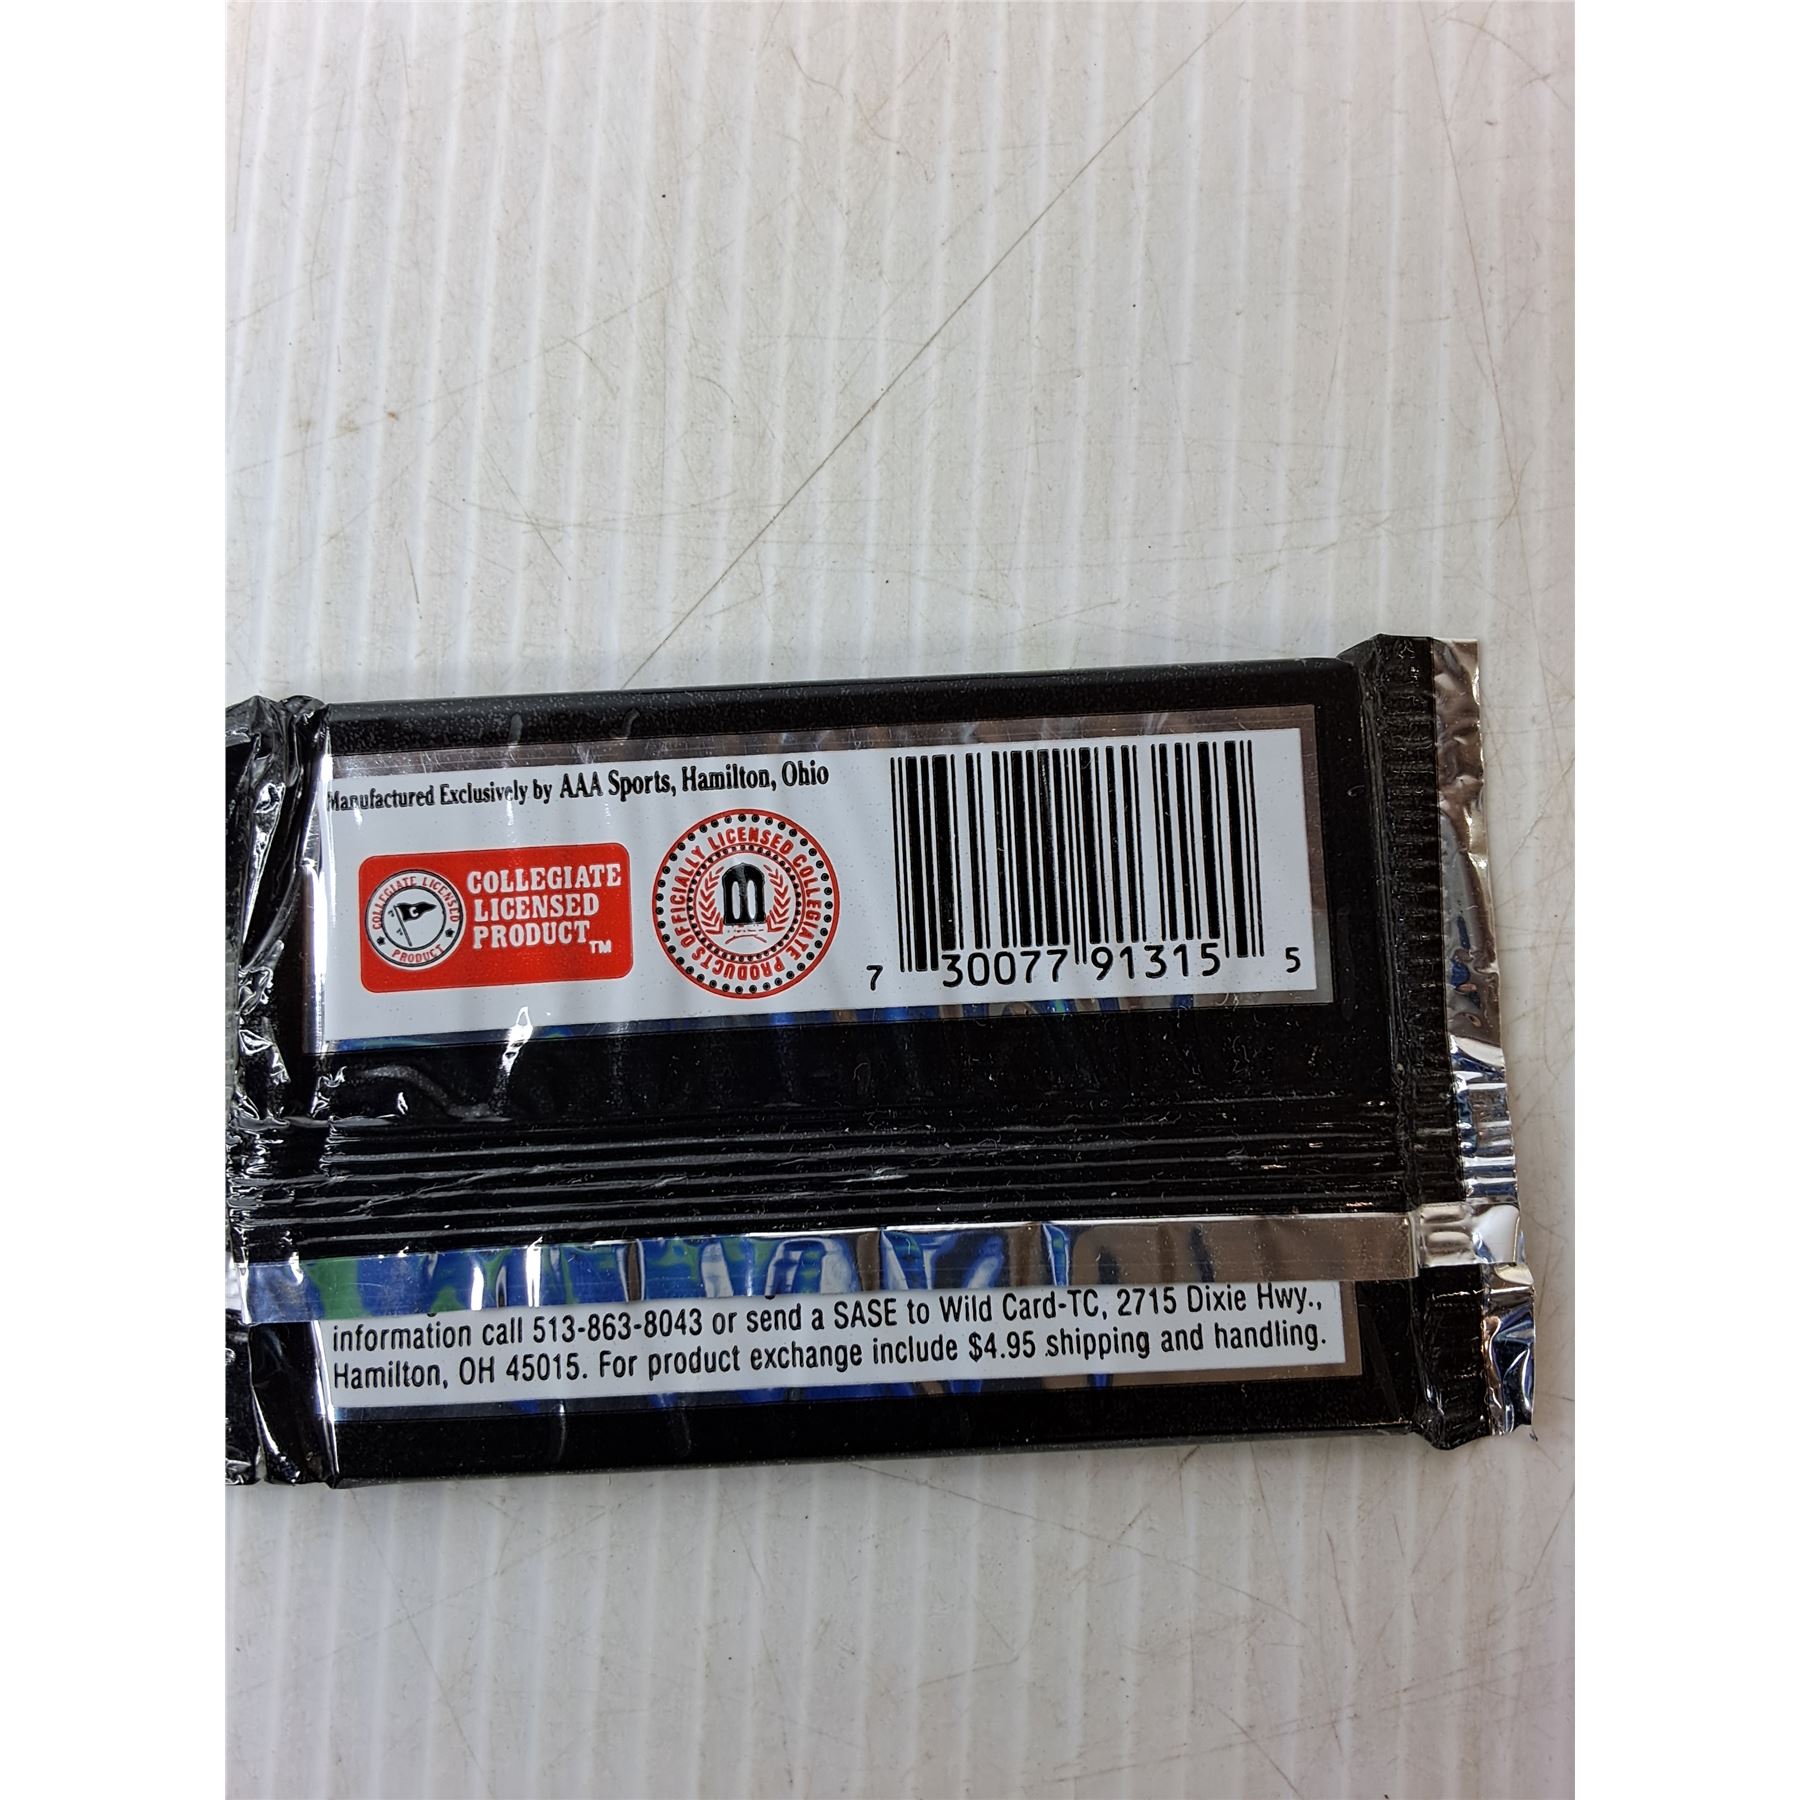 Manufactured Exclusively by AAA Sports, Hamilton, Ohio
COLLEGIATE LICENSED PRODUCT
COLLEGIATE
LICENSED
PRODUCT™
OFFICIALLY LICENSED COLLEGIATE PRODUCTS
7 30077 91315 5
information call 513-863-8043 or send a SASE to Wild Card-TC, 2715 Dixie Hwy.,
Hamilton, OH 45015. For product exchange include $4.95 shipping and handling.